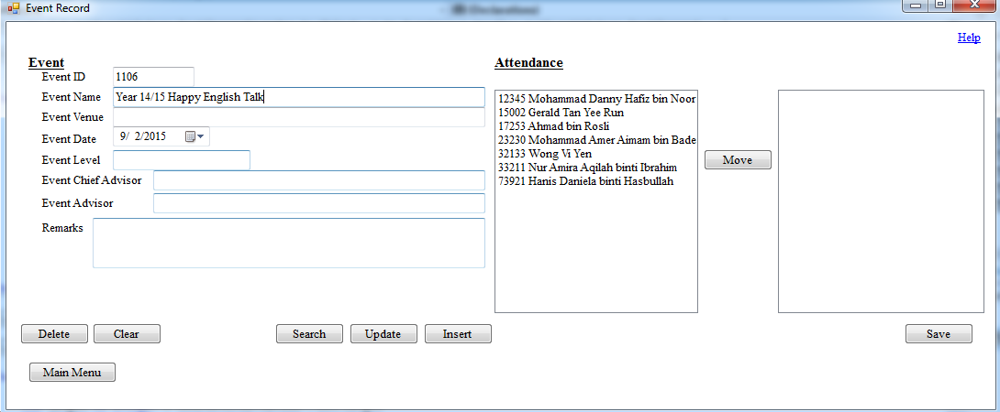 Event Record
Help
Event
Event ID 1106
Event Name Year 14/15 Happy English Talk
Event Venue
Event Date 9/ 2/2015
Event Level
Event Chief Advisor
Event Advisor
Remarks
Attendance
12345 Mohammad Danny Hafiz bin Noor
15002 Gerald Tan Yee Run
17253 Ahmad bin Rosli
23230 Mohammad Amer Aimam bin Bade
32133 Wong Vi Yen
33211 Nur Amira Aqilah binti Ibrahim
73921 Hanis Daniela binti Hasbullah
Move
Delete Clear Search Update Insert Save
Main Menu